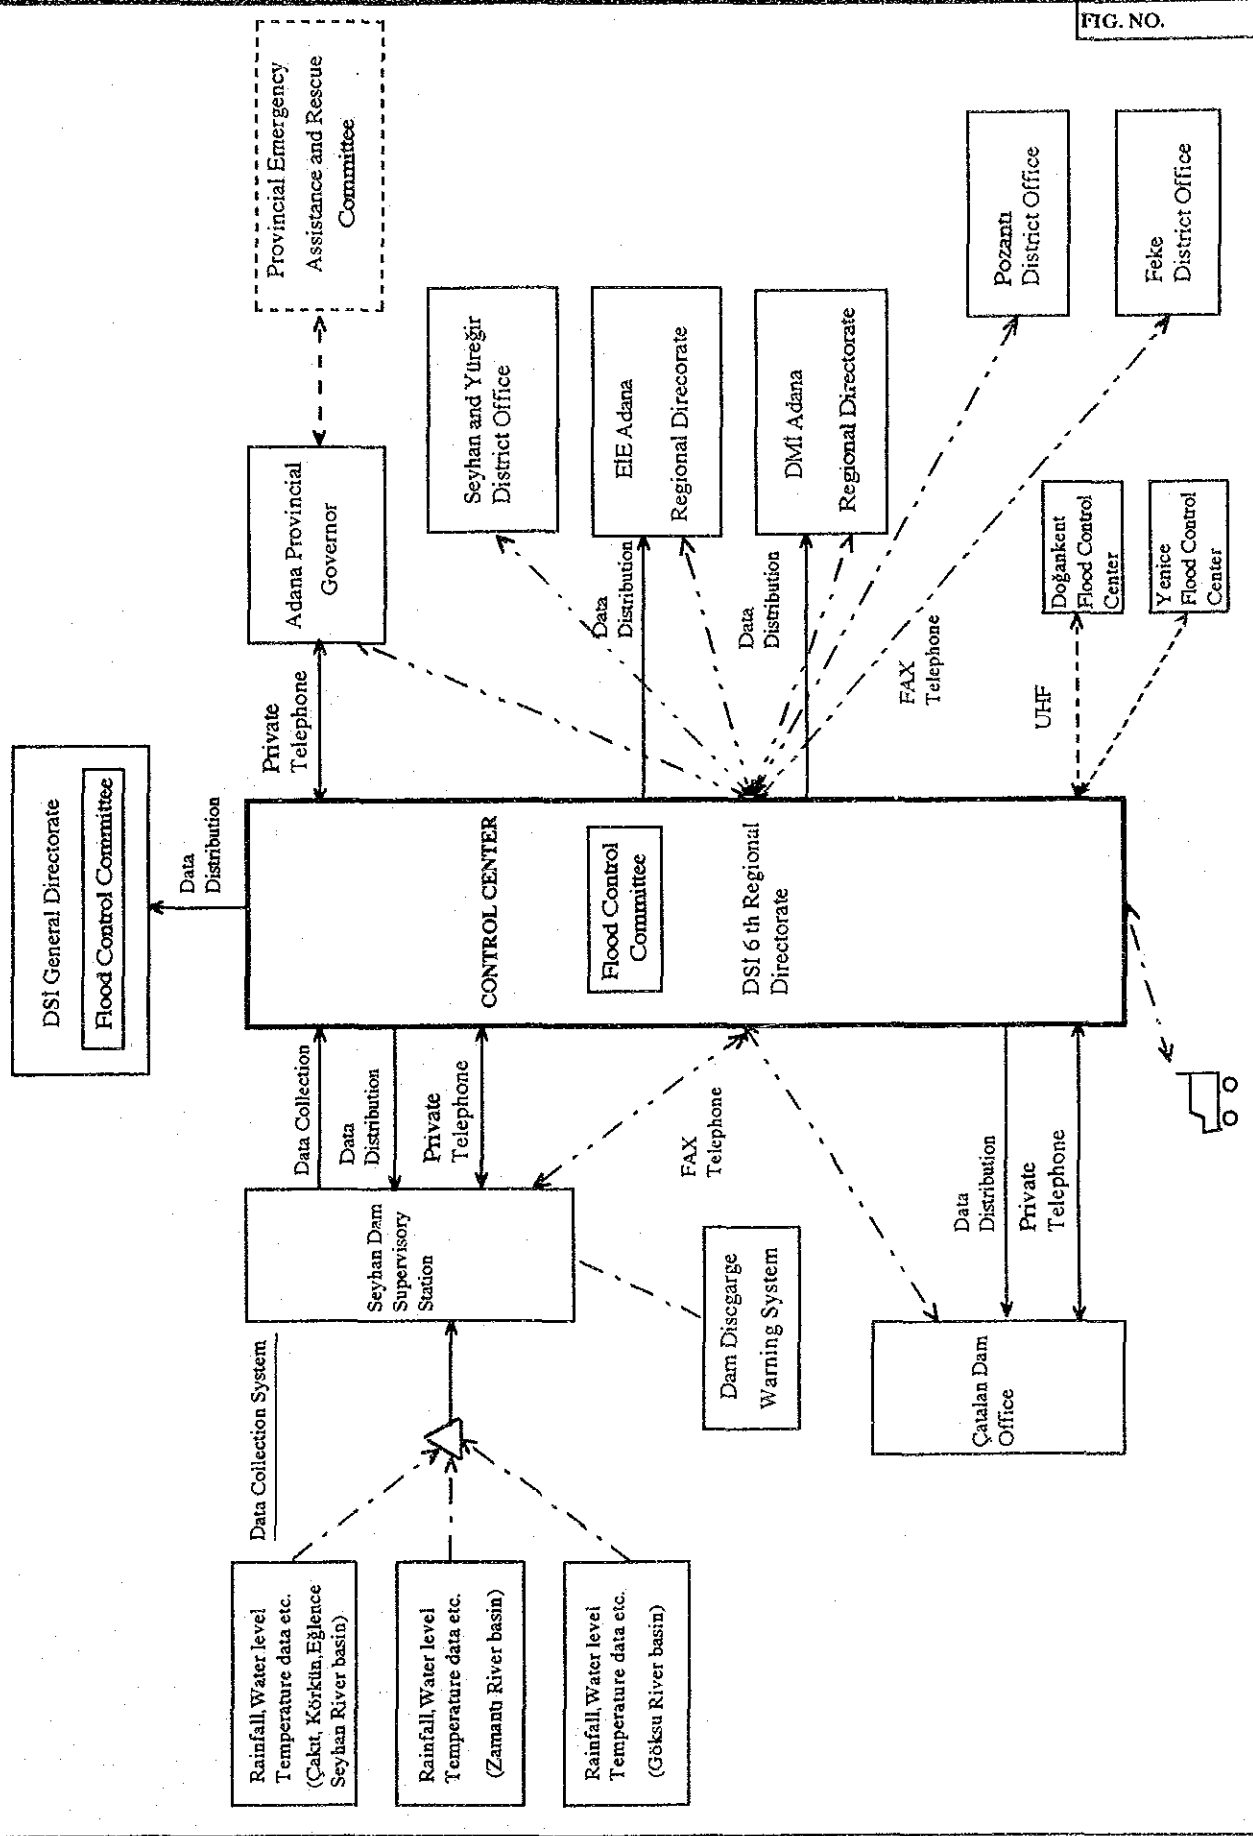 FIG. NO.
DSİ General Directorate
Flood Control Committee
Data
Distribution
Data Collection System
Rainfall,Water level
Temperature data etc.
(Çakıt, Körkün,Eğlence
Seyhan River basin)
Rainfall,Water level
Temperature data etc.
(Zamantı River basin)
Rainfall,Water level
Temperature data etc.
(Göksu River basin)
Seyhan Dam
Supervisory
Station
Dam Discgarge
Warning System
Çatalan Dam
Office
Data Collection
Data
Distribution
Private
Telephone
FAX
Telephone
Data
Distribution
Private
Telephone
CONTROL CENTER
Flood Control
Committee
DSİ 6 th Regional
Directorate
Private
Telephone
Data
Distribution
Data
Distribution
FAX
Telephone
UHF
Adana Provincial
Governor
Provincial Emergency
Assistance and Rescue
Committee
Seyhan and Yüreğir
District Office
EİE Adana
Regional Direcorate
DMİ Adana
Regional Directorate
Pozantı
District Office
Feke
District Office
Doğankent
Flood Control
Center
Yenice
Flood Control
Center